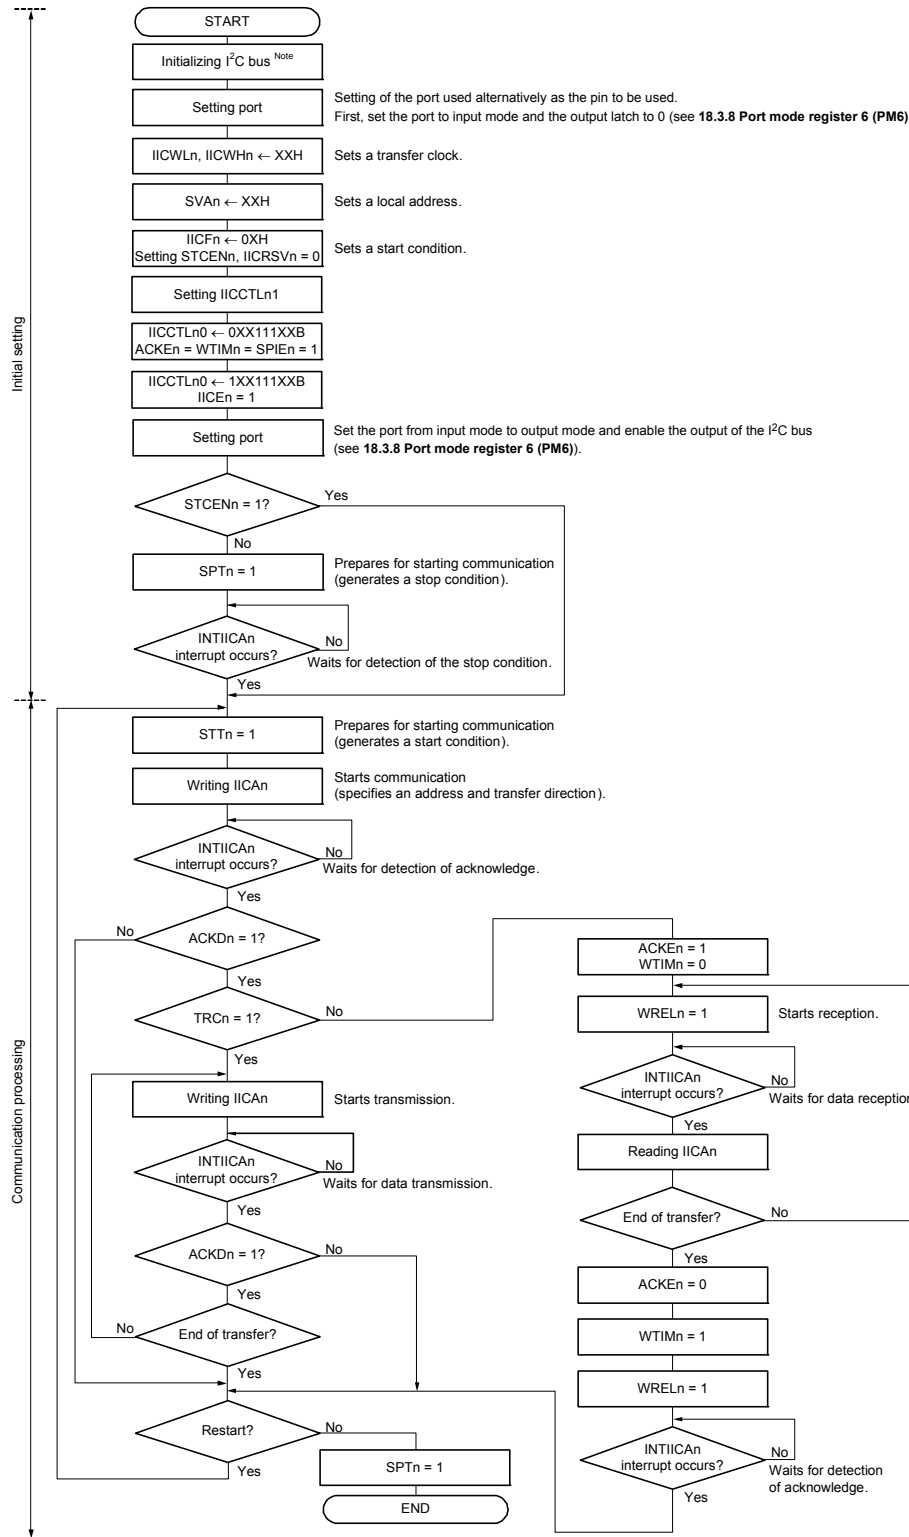 START
Initializing I²C bus Note
Setting port
Setting of the port used alternatively as the pin to be used.
First, set the port to input mode and the output latch to 0 (see 18.3.8 Port mode register 6 (PM6)
IICWLn, IICWHn ← XXH
Sets a transfer clock.
SVAn ← XXH
Sets a local address.
IICFn ← 0XH
Setting STCENn, IICRSVn = 0
Sets a start condition.
Setting IICCTLn1
IICCTLn0 ← 0XX111XXB
ACKEn = WTIMn = SPIEn = 1
IICCTLn0 ← 1XX111XXB
IICEn = 1
Setting port
Set the port from input mode to output mode and enable the output of the I²C bus
(see 18.3.8 Port mode register 6 (PM6)).
Initial setting
STCENn = 1?
Yes
No
SPTn = 1
Prepares for starting communication
(generates a stop condition).
INTIICAn
interrupt occurs?
No
Waits for detection of the stop condition.
Yes
STTn = 1
Prepares for starting communication
(generates a start condition).
Writing IICAn
Starts communication
(specifies an address and transfer direction).
INTIICAn
interrupt occurs?
No
Waits for detection of acknowledge.
Yes
No
ACKDn = 1?
Yes
TRCn = 1?
No
Yes
Communication processing
Writing IICAn
Starts transmission.
INTIICAn
interrupt occurs?
No
Waits for data transmission.
Yes
ACKDn = 1?
No
Yes
No
End of transfer?
Yes
Restart?
No
Yes
SPTn = 1
END
ACKEn = 1
WTIMn = 0
WRELn = 1
Starts reception.
INTIICAn
interrupt occurs?
No
Waits for data reception
Yes
Reading IICAn
End of transfer?
No
Yes
ACKEn = 0
WTIMn = 1
WRELn = 1
INTIICAn
interrupt occurs?
No
Waits for detection
of acknowledge.
Yes